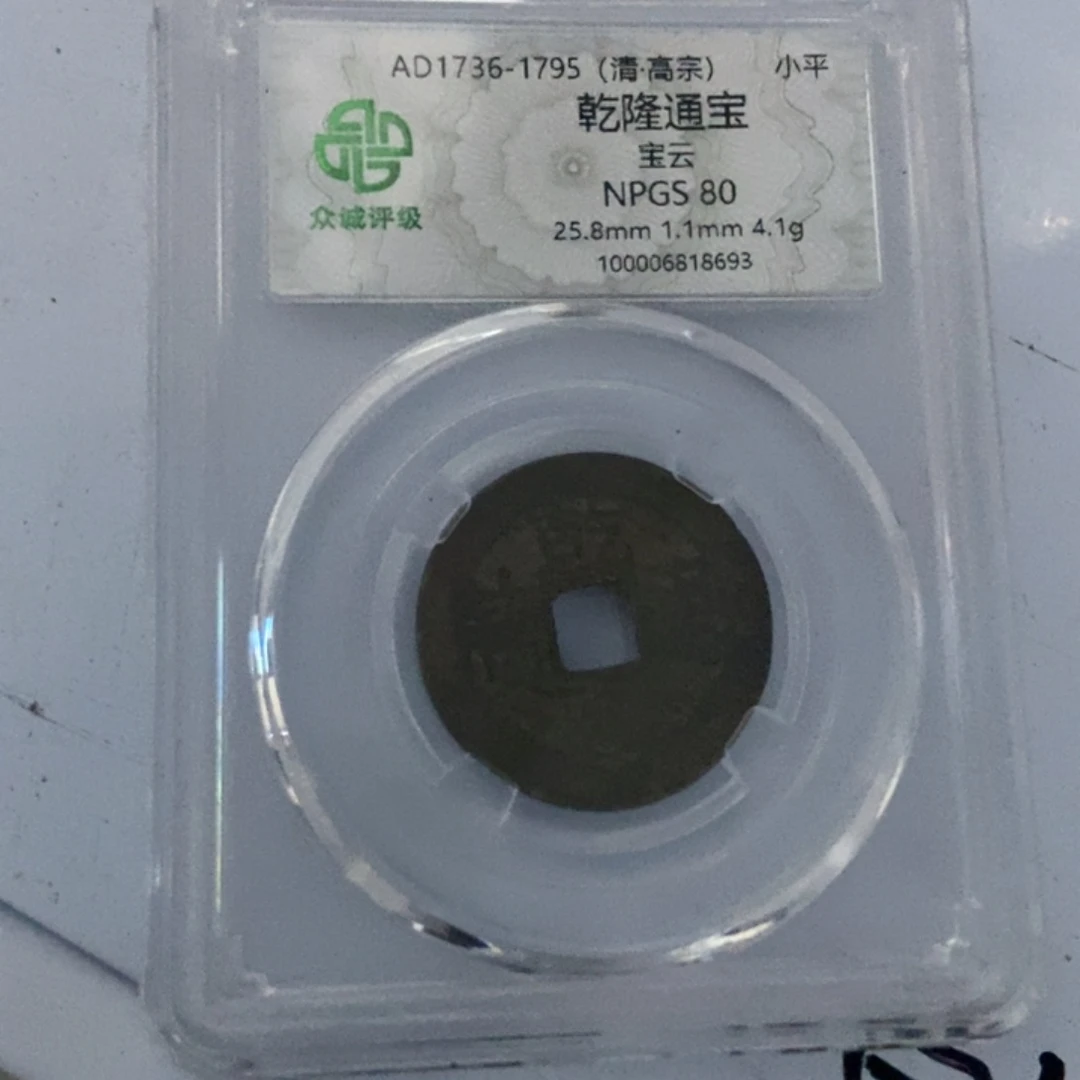 AD1736-1795（清·高宗） 小平
乾隆通宝
宝云
NPGS 80
25.8mm 1.1mm 4.1g
100006818693
众诚评级